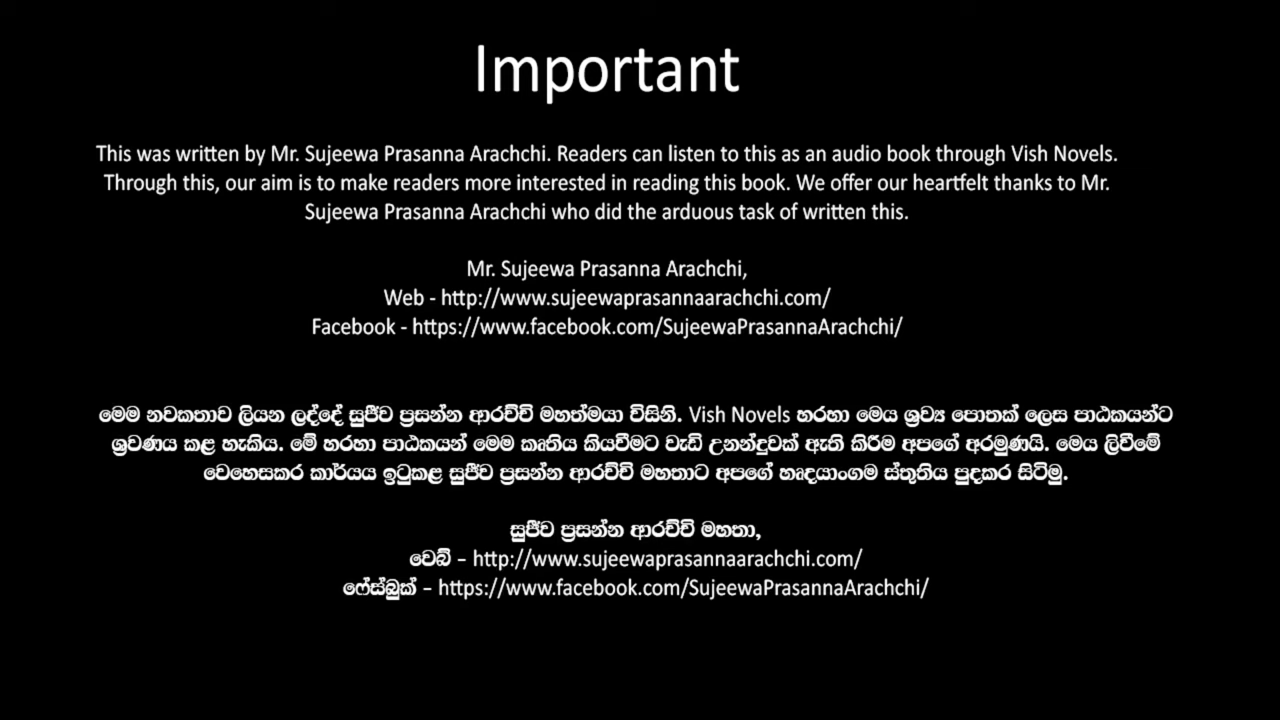 Important
This was written by Mr. Sujeewa Prasanna Arachchi. Readers can listen to this as an audio book through Vish Novels.
Through this, our aim is to make readers more interested in reading this book. We offer our heartfelt thanks to Mr.
Sujeewa Prasanna Arachchi who did the arduous task of written this.
Mr. Sujeewa Prasanna Arachchi,
Web - http://www.sujeewaprasannaarachchi.com/
Facebook - https://www.facebook.com/SujeewaPrasannaArachchi/
මෙම නවකතාව ලියන ලද්දේ සුජීව ප්‍රසන්න ආරච්චි මහත්මයා විසිනි. Vish Novels හරහා මෙය ශ්‍රව්‍ය පොතක් ලෙස පාඨකයන්ට
ශ්‍රවණය කළ හැකිය. මේ හරහා පාඨකයන් මෙම කෘතිය කියවීමට වැඩි උනන්දුවක් ඇති කිරීම අපගේ අරමුණයි. මෙය ලිවීමේ
වෙහෙසකර කාර්යය ඉටුකළ සුජීව ප්‍රසන්න ආරච්චි මහතාට අපගේ හෘදයාංගම ස්තුතිය පුදකර සිටිමු.
සුජීව ප්‍රසන්න ආරච්චි මහතා,
වෙබ් – http://www.sujeewaprasannaarachchi.com/
ෆේස්බුක් – https://www.facebook.com/SujeewaPrasannaArachchi/